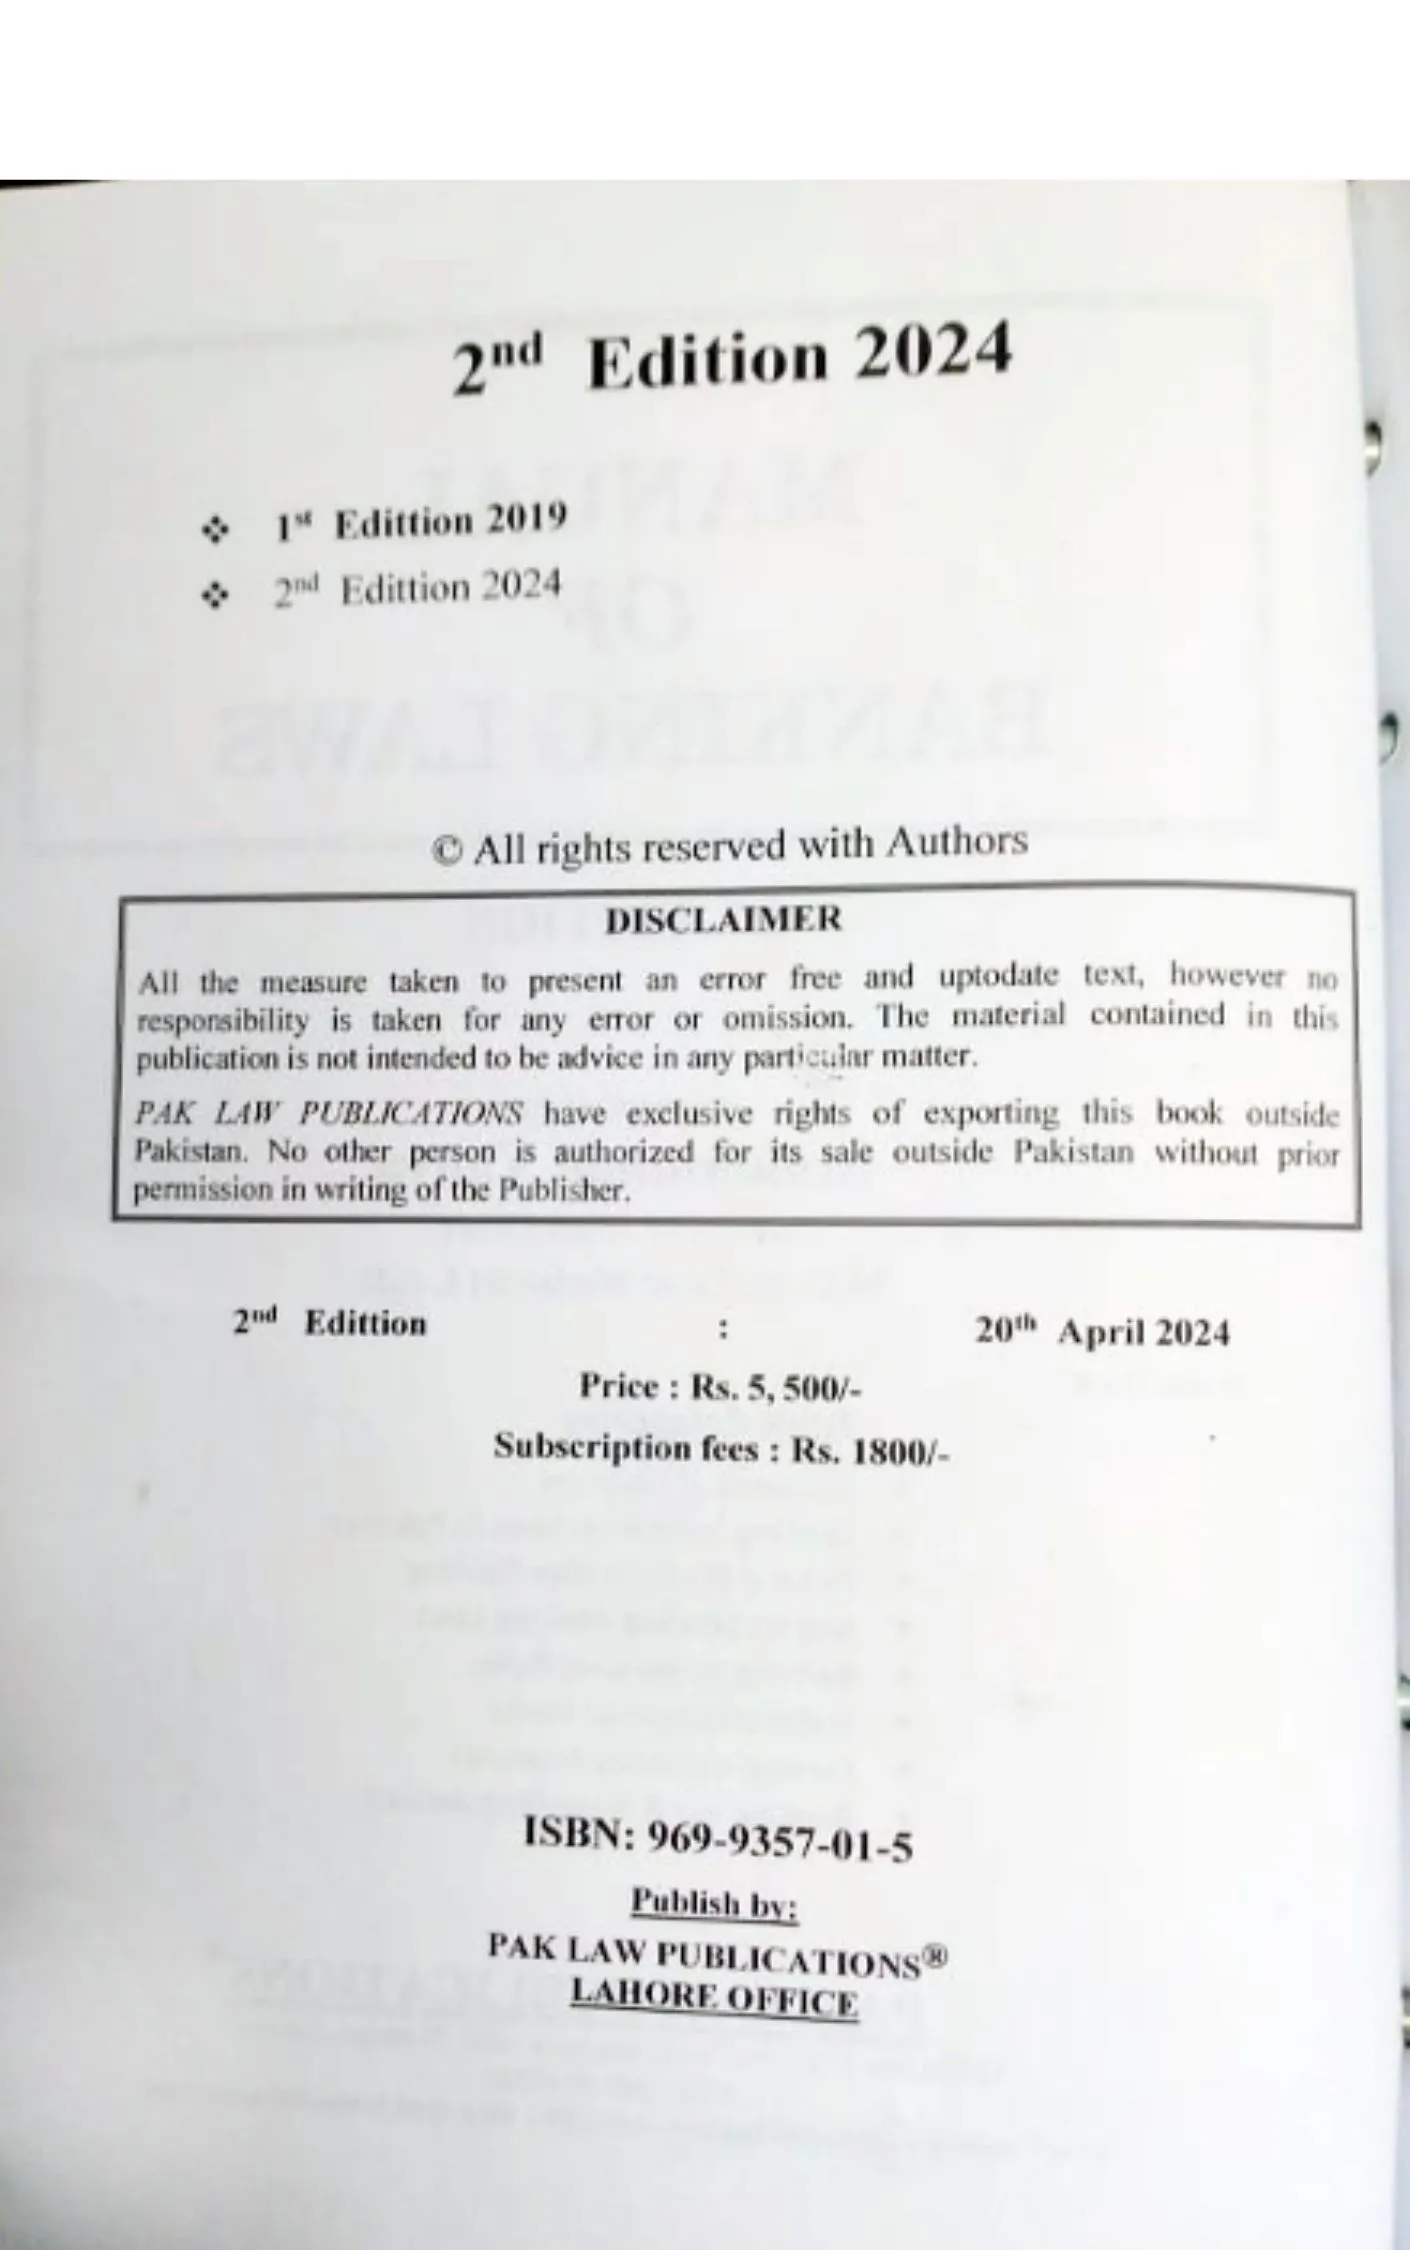 2nd Edition 2024
❖ 1st Edittion 2019
❖ 2nd Edittion 2024
MANUAL
OF
BANKING LAWS
© All rights reserved with Authors
DISCLAIMER
All the measure taken to present an error free and uptodate text, however no
responsibility is taken for any error or omission. The material contained in this
publication is not intended to be advice in any particular matter.
PAK LAW PUBLICATIONS have exclusive rights of exporting this book outside
Pakistan. No other person is authorized for its sale outside Pakistan without prior
permission in writing of the Publisher.
2nd Edittion : 20th April 2024
Price : Rs. 5, 500/-
Subscription fees : Rs. 1800/-
ISBN: 969-9357-01-5
Publish by:
PAK LAW PUBLICATIONS®
LAHORE OFFICE